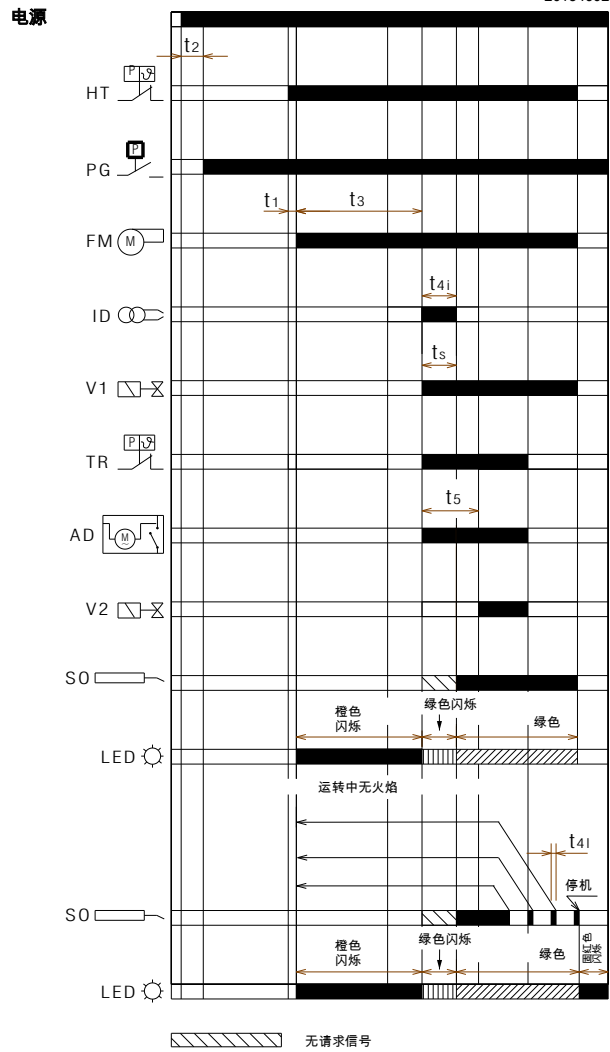 电源
t2
P ϑ
HT
P
PG
t1
t3
FM M
t4i
ID
ts
V1
P ϑ
TR
t5
AD M ~
V2
SO
橙色
闪烁
绿色闪烁
绿色
LED
运转中无火焰
t4l
停机
SO
橙色
闪烁
绿色闪烁
绿色
闪烁
LED
无请求信号